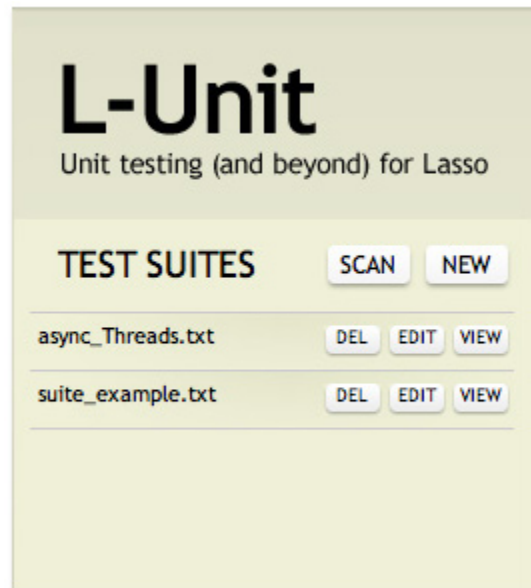 L-Unit
Unit testing (and beyond) for Lasso
TEST SUITES SCAN NEW
async_Threads.txt DEL EDIT VIEW
suite_example.txt DEL EDIT VIEW